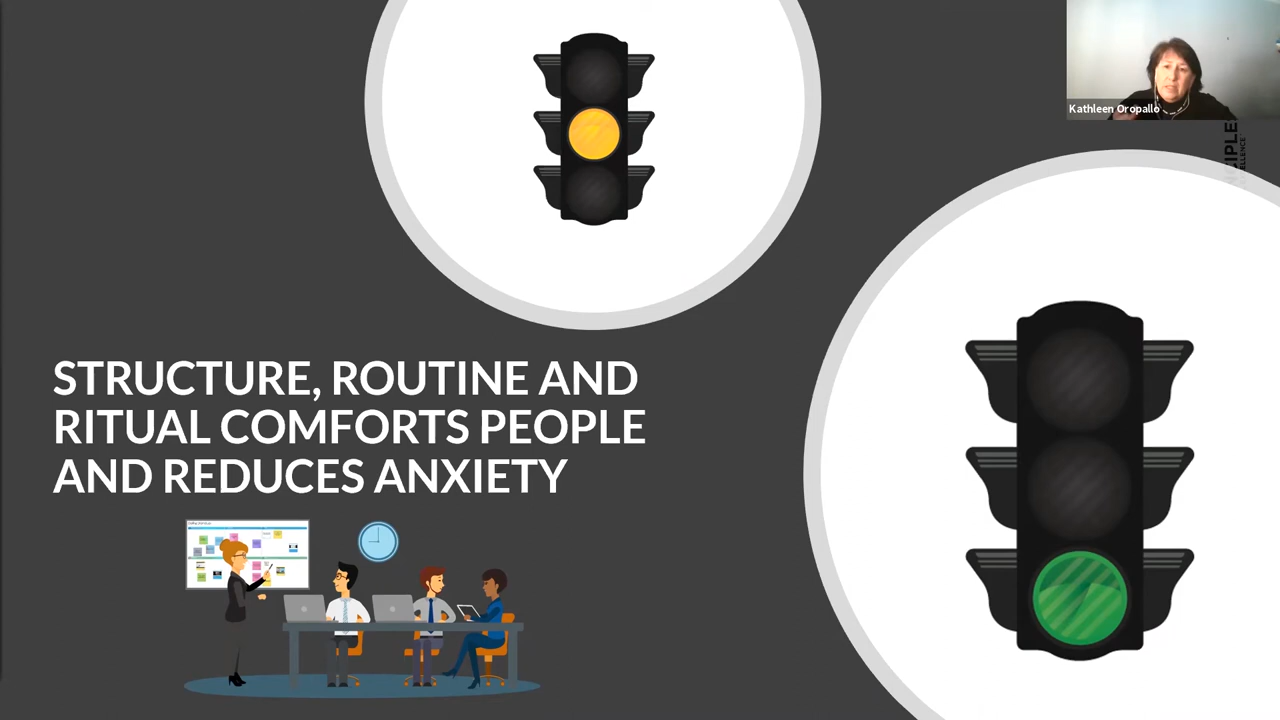 Kathleen Oropallo
STRUCTURE, ROUTINE AND
RITUAL COMFORTS PEOPLE
AND REDUCES ANXIETY